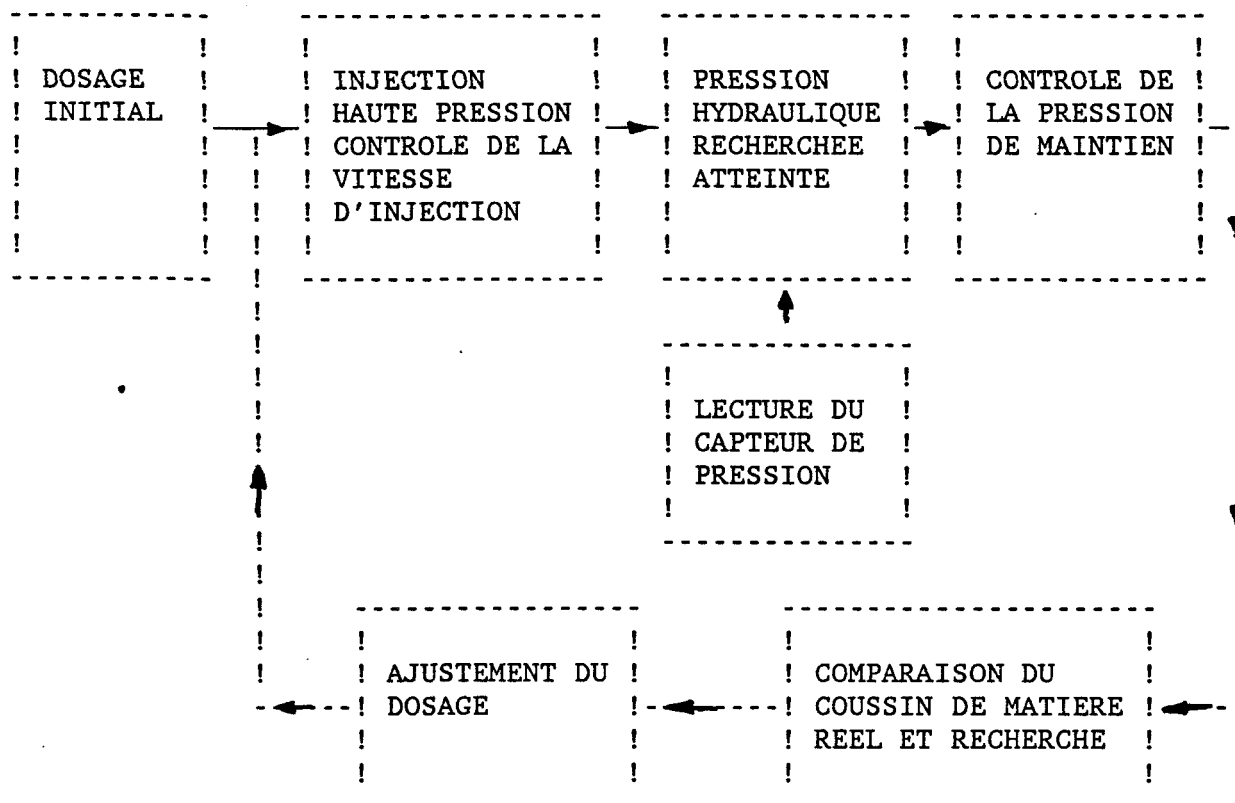 DOSAGE
INITIAL
INJECTION
HAUTE PRESSION
CONTROLE DE LA
VITESSE
D'INJECTION
PRESSION
HYDRAULIQUE
RECHERCHEE
ATTEINTE
CONTROLE DE
LA PRESSION
DE MAINTIEN
LECTURE DU
CAPTEUR DE
PRESSION
AJUSTEMENT DU
DOSAGE
COMPARAISON DU
COUSSIN DE MATIERE
REEL ET RECHERCHE